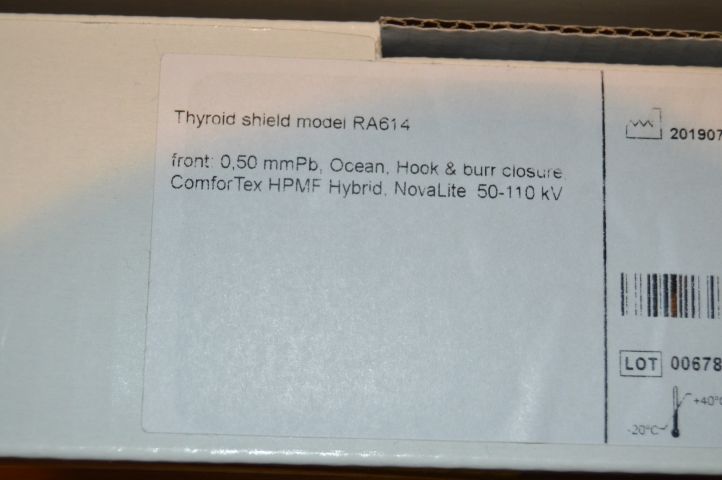 Thyroid shield model RA614
front: 0,50 mmPb, Ocean, Hook & burr closure
ComforTex HPMF Hybrid, NovaLite 50-110 kV
201907
LOT 00678
+40°C
-20°C